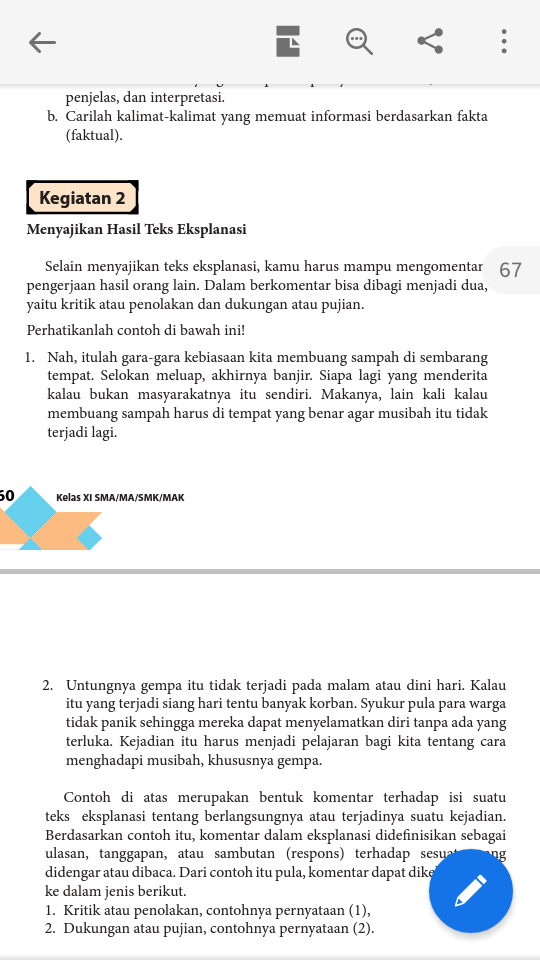 penjelas, dan interpretasi.
b. Carilah kalimat-kalimat yang memuat informasi berdasarkan fakta
(faktual).
Kegiatan 2
Menyajikan Hasil Teks Eksplanasi
Selain menyajikan teks eksplanasi, kamu harus mampu mengomentar
67
pengerjaan hasil orang lain. Dalam berkomentar bisa dibagi menjadi dua,
yaitu kritik atau penolakan dan dukungan atau pujian.
Perhatikanlah contoh di bawah ini!
1. Nah, itulah gara-gara kebiasaan kita membuang sampah di sembarang
tempat. Selokan meluap, akhirnya banjir. Siapa lagi yang menderita
kalau bukan masyarakatnya itu sendiri. Makanya, lain kali kalau
membuang sampah harus di tempat yang benar agar musibah itu tidak
terjadi lagi.
60 Kelas XI SMA/MA/SMK/MAK
2. Untungnya gempa itu tidak terjadi pada malam atau dini hari. Kalau
itu yang terjadi siang hari tentu banyak korban. Syukur pula para warga
tidak panik sehingga mereka dapat menyelamatkan diri tanpa ada yang
terluka. Kejadian itu harus menjadi pelajaran bagi kita tentang cara
menghadapi musibah, khususnya gempa.
Contoh di atas merupakan bentuk komentar terhadap isi suatu
teks eksplanasi tentang berlangsungnya atau terjadinya suatu kejadian.
Berdasarkan contoh itu, komentar dalam eksplanasi didefinisikan sebagai
ulasan, tanggapan, atau sambutan (respons) terhadap
didengar atau dibaca. Dari contoh itu pula, komentar dapat
ke dalam jenis berikut.
1. Kritik atau penolakan, contohnya pernyataan (1),
2. Dukungan atau pujian, contohnya pernyataan (2).